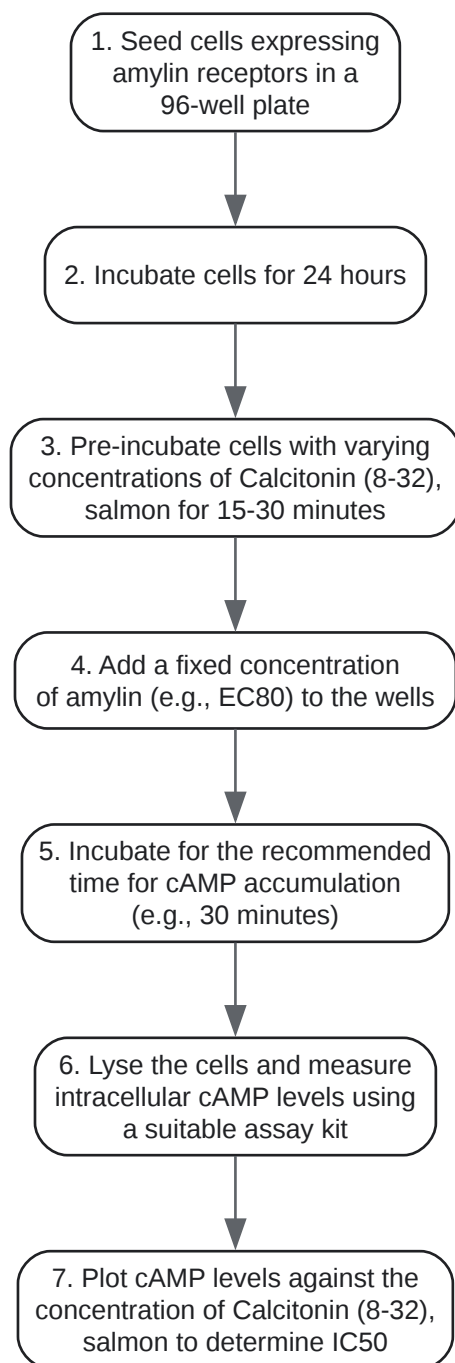 1. Seed cells expressing
amylin receptors in a
96-well plate
2. Incubate cells for 24 hours
3. Pre-incubate cells with varying
concentrations of Calcitonin (8-32),
salmon for 15-30 minutes
4. Add a fixed concentration
of amylin (e.g., EC80) to the wells
5. Incubate for the recommended
time for cAMP accumulation
(e.g., 30 minutes)
6. Lyse the cells and measure
intracellular cAMP levels using
a suitable assay kit
7. Plot cAMP levels against the
concentration of Calcitonin (8-32),
salmon to determine IC50